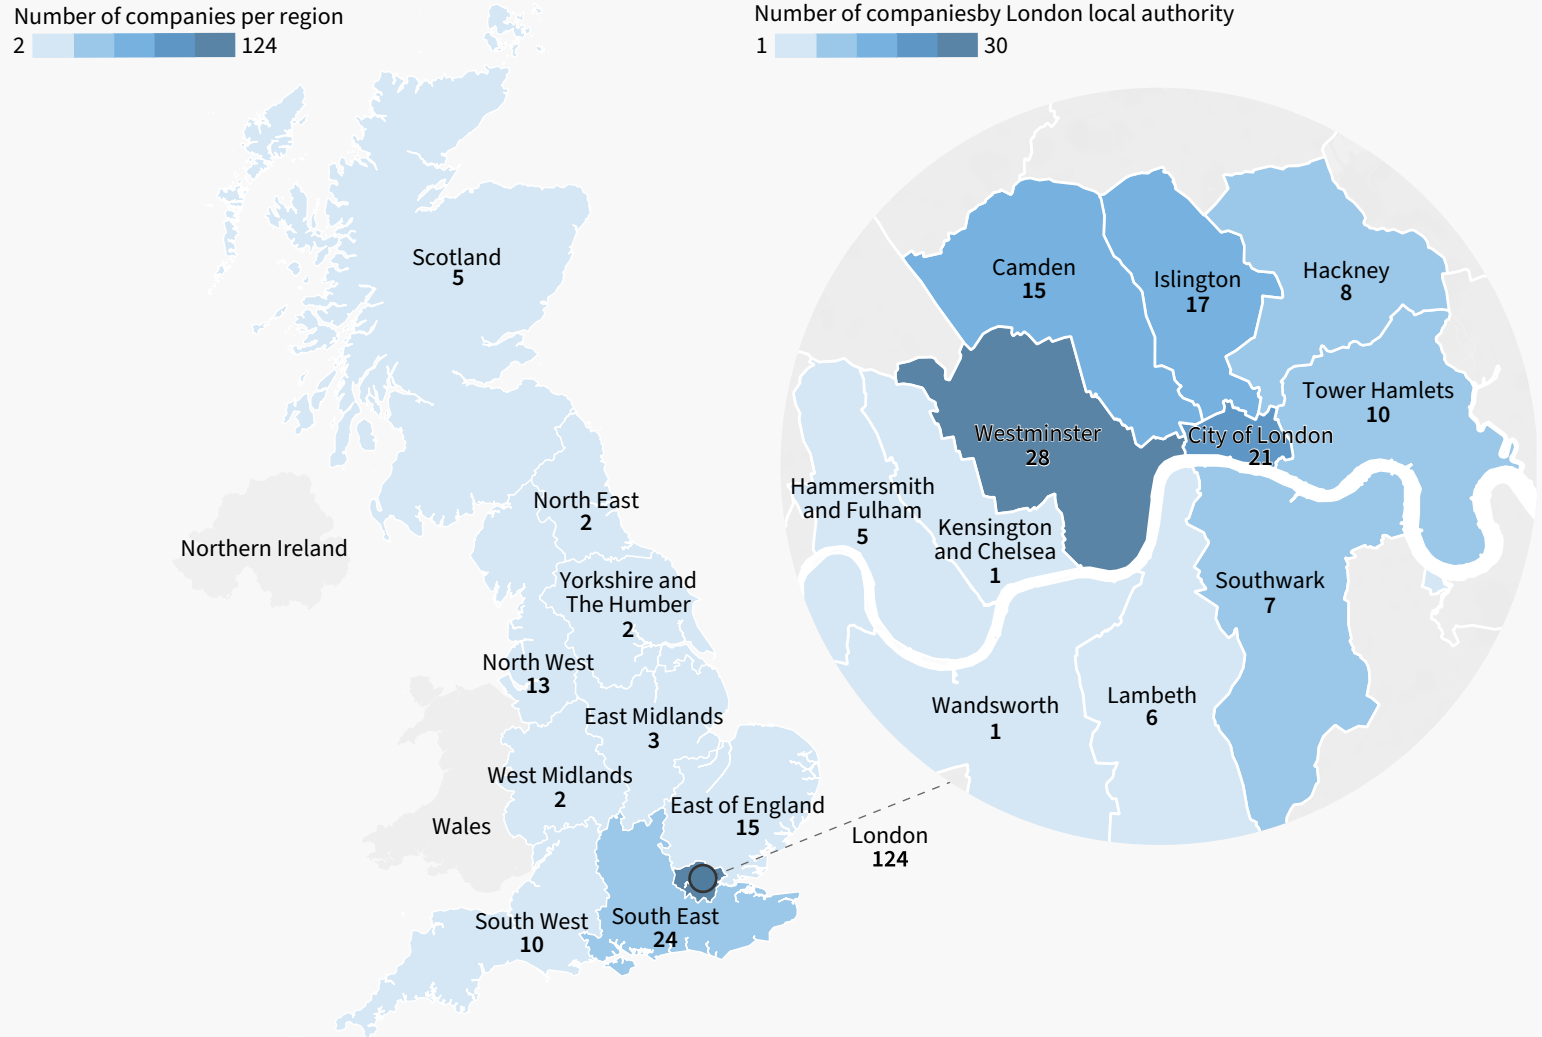 Number of companies per region
2 124
Scotland
5
North East
2
Northern Ireland
Yorkshire and
The Humber
2
North West
13
East Midlands
3
West Midlands
2
East of England
15
Wales
London
124
South West
10
South East
24
Number of companiesby London local authority
1 30
Camden
15
Islington
17
Hackney
8
Tower Hamlets
10
Westminster
28
City of London
21
Hammersmith
and Fulham
5
Kensington
and Chelsea
1
Southwark
7
Wandsworth
1
Lambeth
6